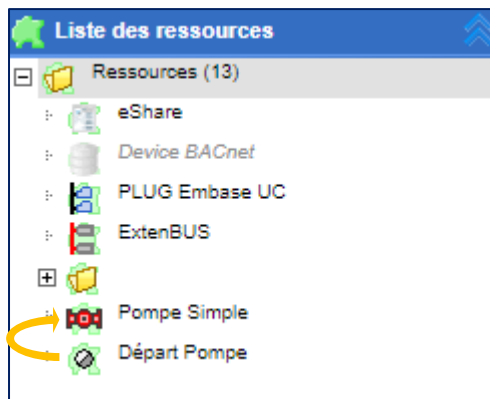 Liste des ressources
Ressources (13)
eShare
Device BACnet
PLUG Embase UC
ExtenBUS
Pompe Simple
Départ Pompe